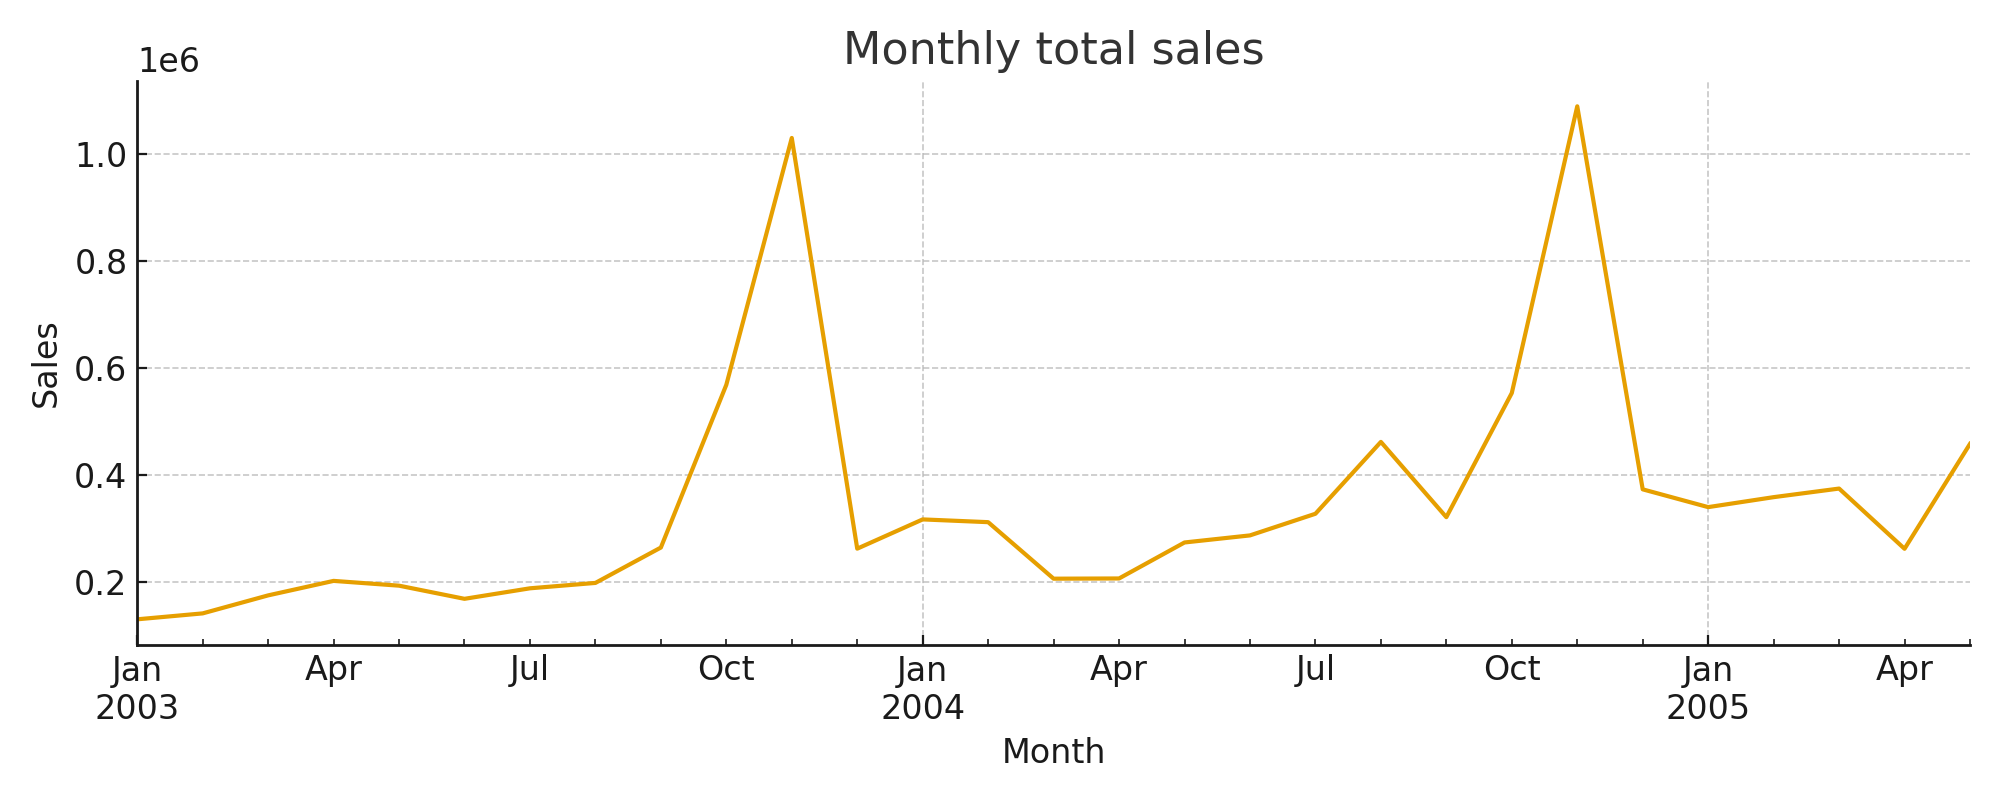 Monthly total sales
1e6
1.0
0.8
0.6
0.4
0.2
Sales
Jan Apr Jul Oct Jan Apr Jul Oct Jan Apr
2003 2004 2005
Month